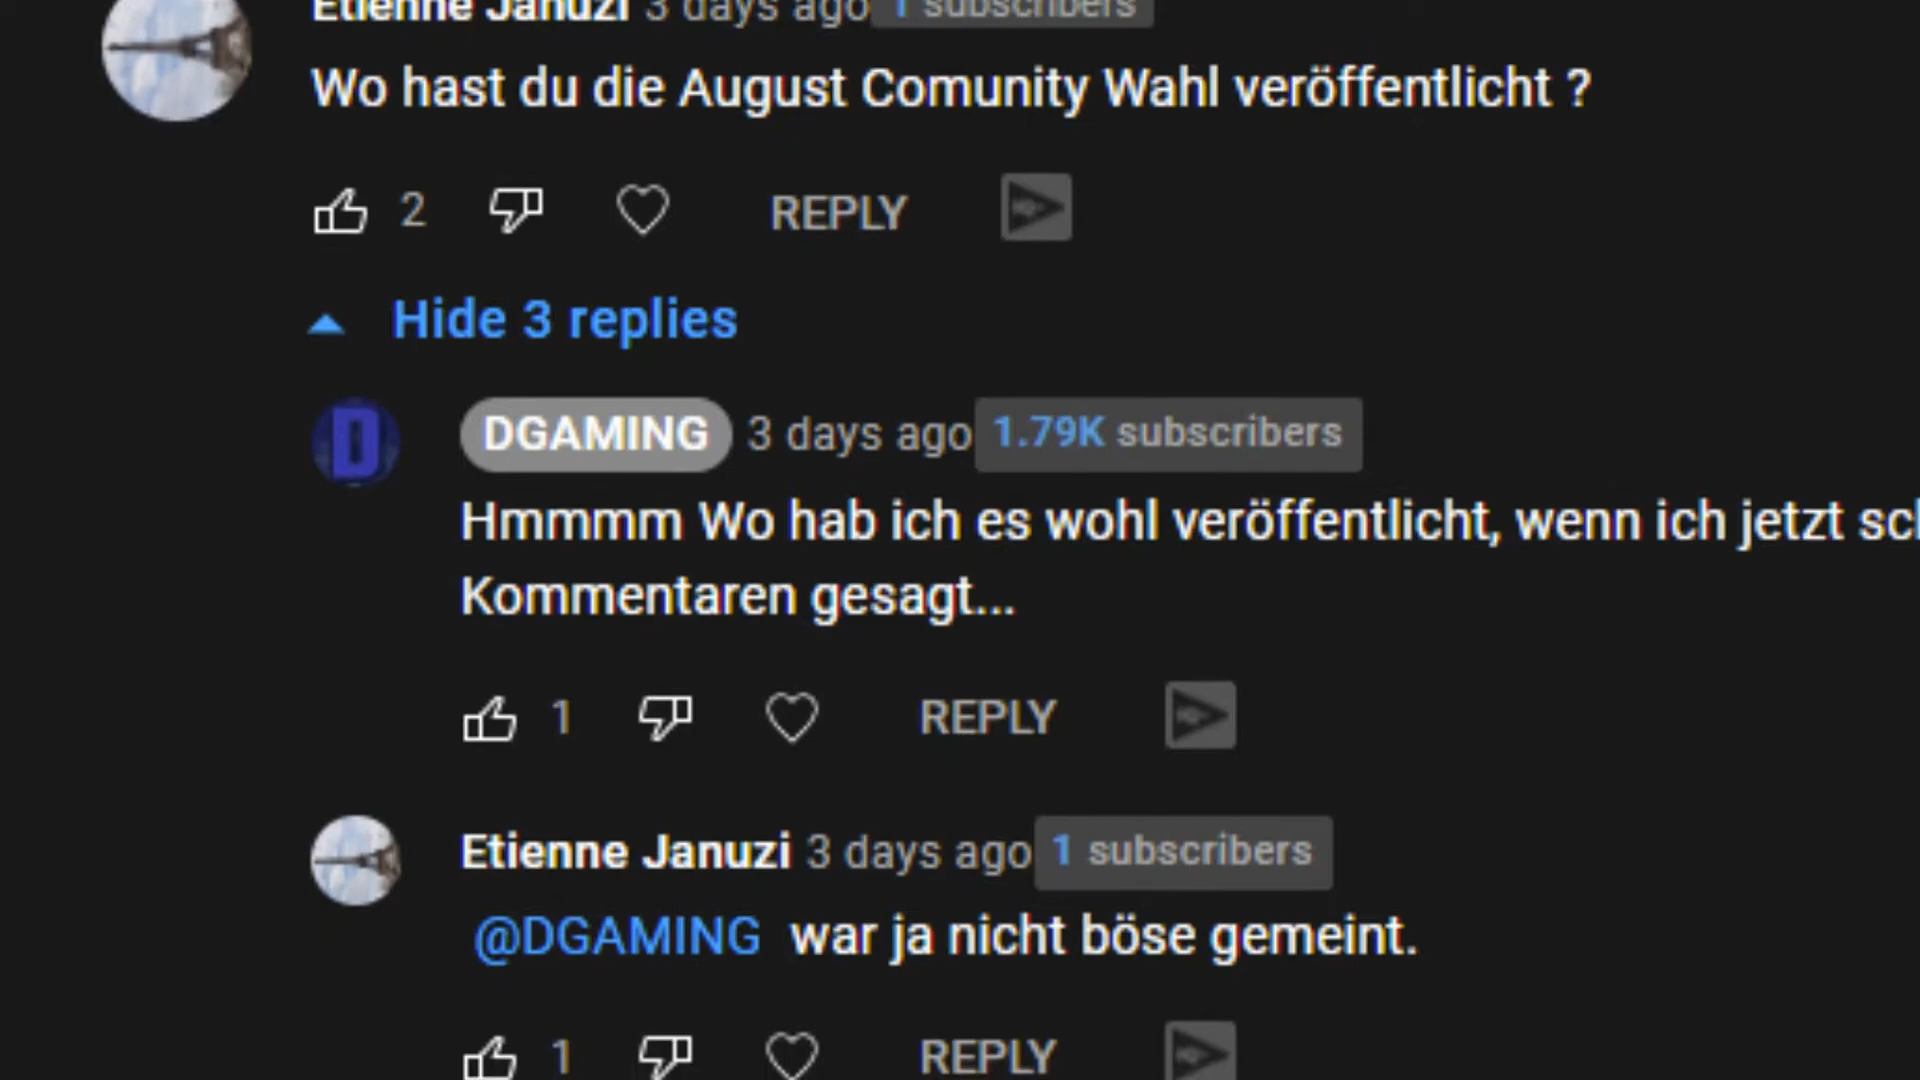 Etienne Januzi 3 days ago 1 subscribers
Wo hast du die August Comunity Wahl veröffentlicht ?
2 REPLY
Hide 3 replies
D DGAMING 3 days ago 1.79K subscribers
Hmmmm Wo hab ich es wohl veröffentlicht, wenn ich jetzt
Kommentaren gesagt...
1 REPLY
Etienne Januzi 3 days ago 1 subscribers
@DGAMING war ja nicht böse gemeint.
1 REPLY